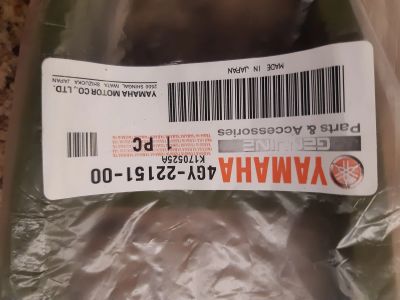 YAMAHA
GENUINE
Parts & Accessories
4GY-22151-00
K170525A
1 PC
MADE IN JAPAN
YAMAHA MOTOR CO., LTD.
2500 SHINGAI, IWATA, SHIZUOKA, JAPAN